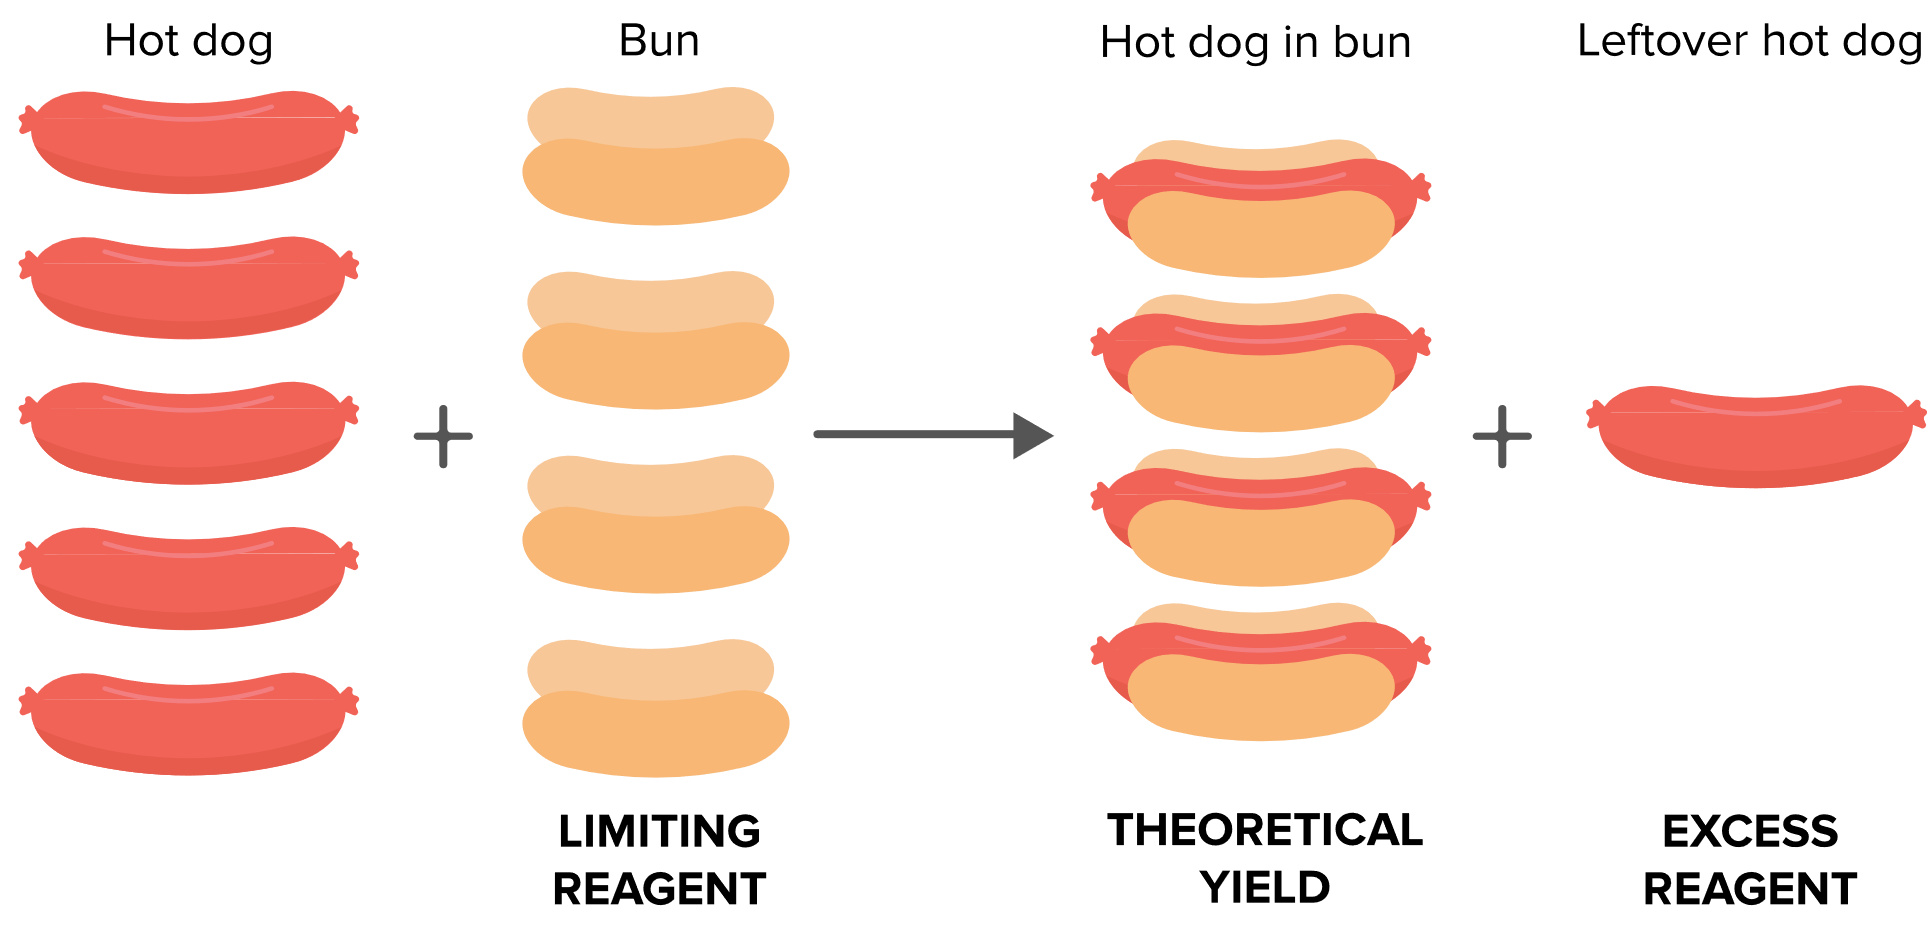 Hot dog
Bun
Hot dog in bun
Leftover hot dog
LIMITING
REAGENT
THEORETICAL
YIELD
EXCESS
REAGENT